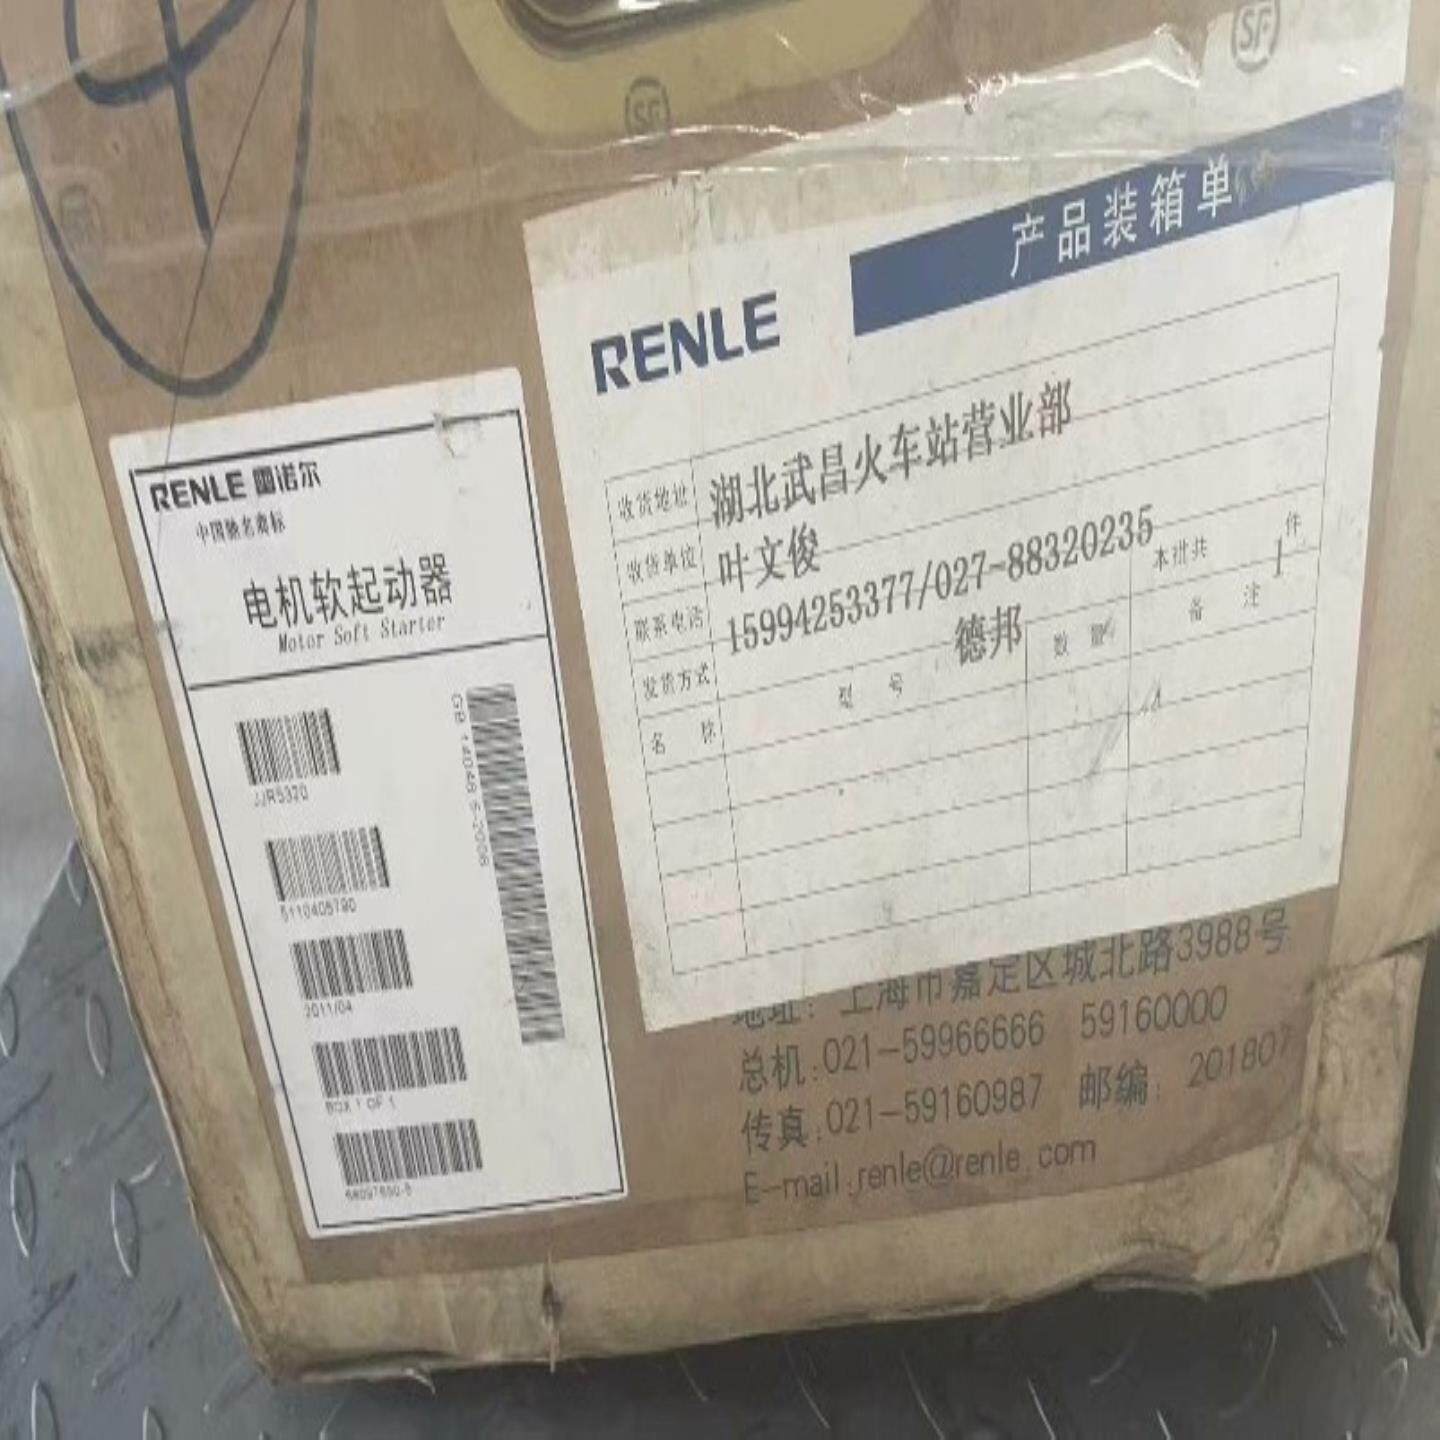 SF
SF
产品装箱单
RENLE
收货地址 湖北武昌火车站营业部
收货单位 叶文俊
联系电话 15994253377/027-88320235
发货方式 德邦 本批共 1 件
名称 型号 数量 备注
RENLE 雷诺尔
中国驰名商标
电机软起动器
Motor Soft Starter
GB 14048.6-2008
JJR5320
5110405790
2011/04
BOX 1 OF 1
地址: 上海市嘉定区城北路3988号
总机:021-59966666 59160000
传真:021-59160987 邮编: 201807
E-mail:renle@renle.com